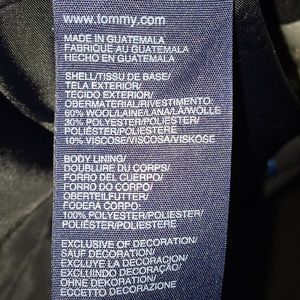 www.tommy.com
MADE IN GUATEMALA
FABRIQUE AU GUATEMALA
HECHO EN GUATEMALA
SHELL/TISSU DE BASE/
TELA EXTERIOR/
TECIDO EXTERIOR/
OBERMATERIAL/RIVESTIMENTO
60% WOOL/LAINE/LANA/LÃ/WOLLE
30% POLYESTER/POLYESTER/
POLIÉSTER/POLIESTERE
10% VISCOSE/VISCOSA/VISKOSE
BODY LINING/
DOUBLURE DU CORPS/
FORRO DEL CUERPO/
FORRO DO CORPO/
OBERTEILFUTTER/
FODERA CORPO:
100% POLYESTER/POLIESTER/
POLIÉSTER/POLIESTERE
EXCLUSIVE OF DECORATION/
SAUF DECORATION/
EXCLUYE LA DECORACION/
EXCLUINDO DECORAÇÃO/
OHNE DEKORATION/
ECCETTO DECORAZIONE